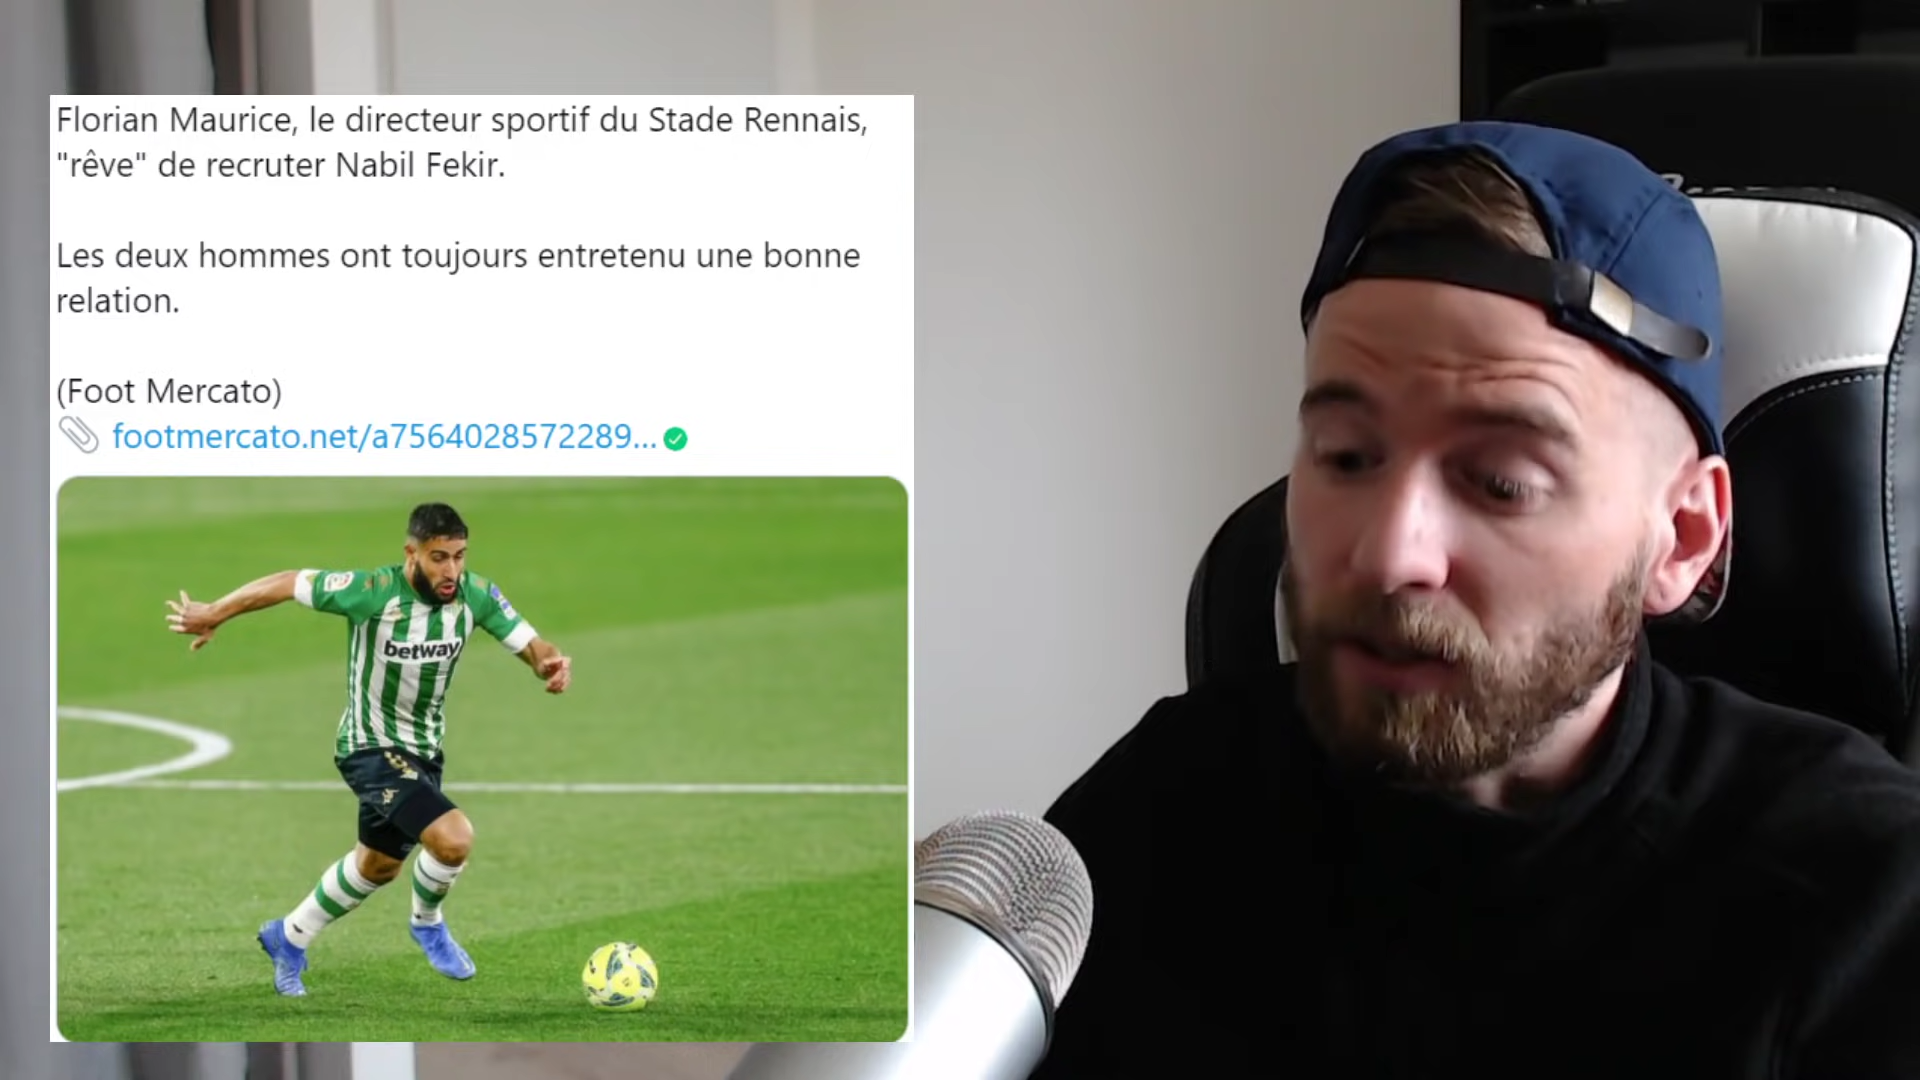 Florian Maurice, le directeur sportif du Stade Rennais,
"rêve" de recruter Nabil Fekir.
Les deux hommes ont toujours entretenu une bonne
relation.
(Foot Mercato)
footmercato.net/a7564028572289...
betway